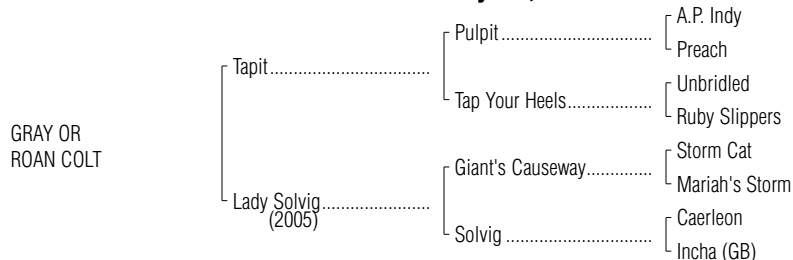 A.P. Indy
Pulpit
Preach
Tapit
Unbridled
Tap Your Heels
Ruby Slippers
GRAY OR
ROAN COLT
Storm Cat
Giant's Causeway
Mariah's Storm
Lady Solvig
(2005)
Caerleon
Solvig
Incha (GB)